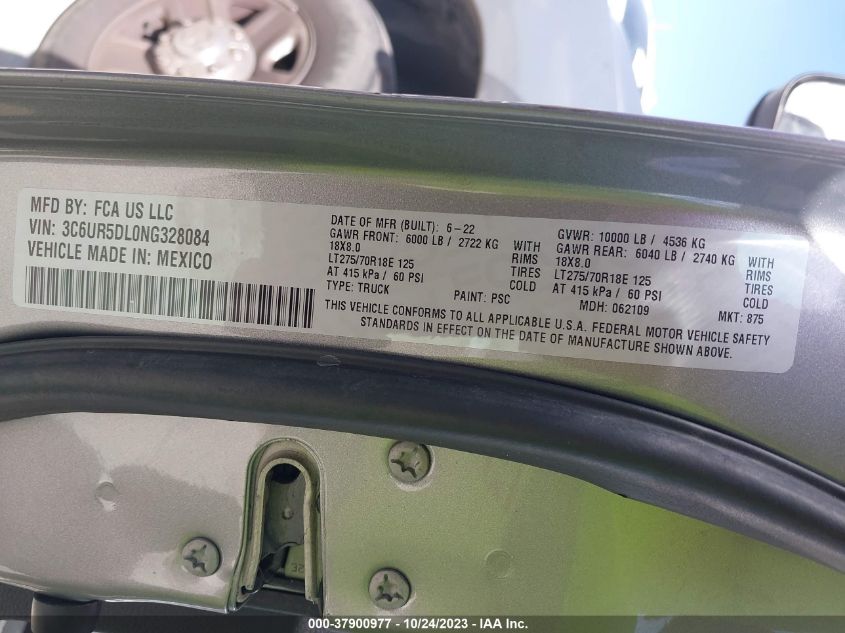 MFD BY: FCA US LLC
VIN: 3C6UR5DL0NG328084
VEHICLE MADE IN: MEXICO
DATE OF MFR (BUILT): 6-22 GVWR: 10000 LB / 4536 KG
GAWR FRONT: 6000 LB / 2722 KG WITH GAWR REAR: 6040 LB / 2740 KG WITH
18X8.0 RIMS 18X8.0 RIMS
LT275/70R18E 125 TIRES LT275/70R18E 125 TIRES
AT 415 kPa / 60 PSI COLD AT 415 kPa / 60 PSI COLD
TYPE: TRUCK PAINT: PSC MDH: 062109 MKT: 875
THIS VEHICLE CONFORMS TO ALL APPLICABLE U.S.A. FEDERAL MOTOR VEHICLE SAFETY
STANDARDS IN EFFECT ON THE DATE OF MANUFACTURE SHOWN ABOVE.
000-37900977 - 10/24/2023 - IAA Inc.